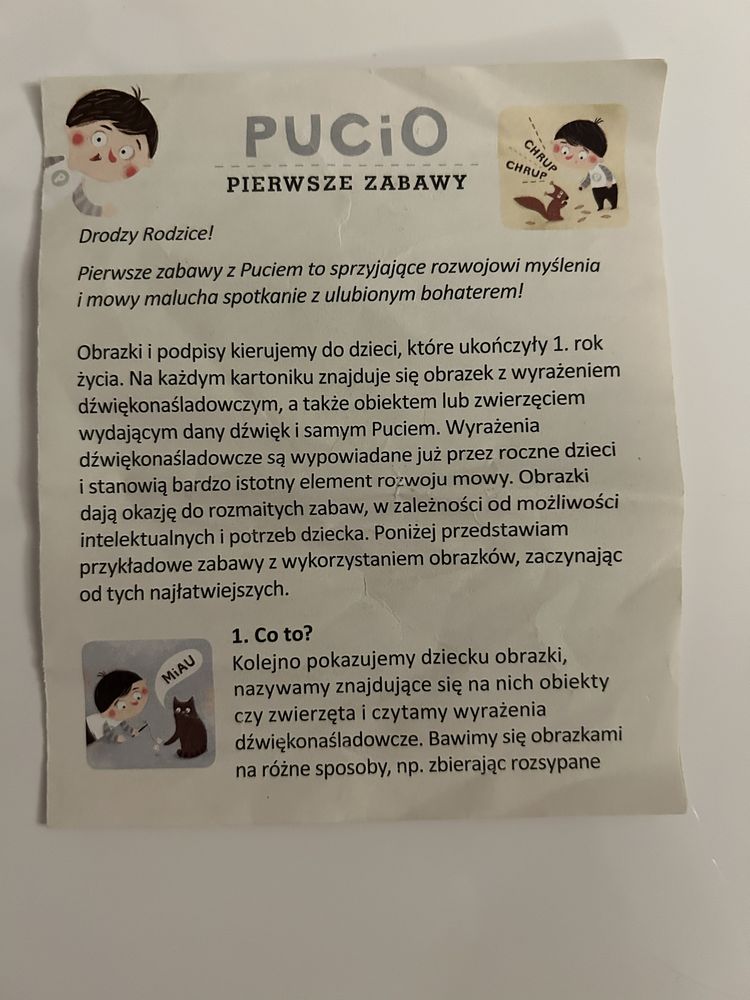 PUCiO
PIERWSZE ZABAWY
CHRUP
CHRUP
P
P
Drodzy Rodzice!
Pierwsze zabawy z Puciem to sprzyjające rozwojowi myślenia
i mowy malucha spotkanie z ulubionym bohaterem!
Obrazki i podpisy kierujemy do dzieci, które ukończyły 1. rok
życia. Na każdym kartoniku znajduje się obrazek z wyrażeniem
dźwiękonaśladowczym, a także obiektem lub zwierzęciem
wydającym dany dźwięk i samym Puciem. Wyrażenia
dźwiękonaśladowcze są wypowiadane już przez roczne dzieci
i stanowią bardzo istotny element rozwoju mowy. Obrazki
dają okazję do rozmaitych zabaw, w zależności od możliwości
intelektualnych i potrzeb dziecka. Poniżej przedstawiam
przykładowe zabawy z wykorzystaniem obrazków, zaczynając
od tych najłatwiejszych.
MiAU
1. Co to?
Kolejno pokazujemy dziecku obrazki,
nazywamy znajdujące się na nich obiekty
czy zwierzęta i czytamy wyrażenia
dźwiękonaśladowcze. Bawimy się obrazkami
na różne sposoby, np. zbierając rozsypane